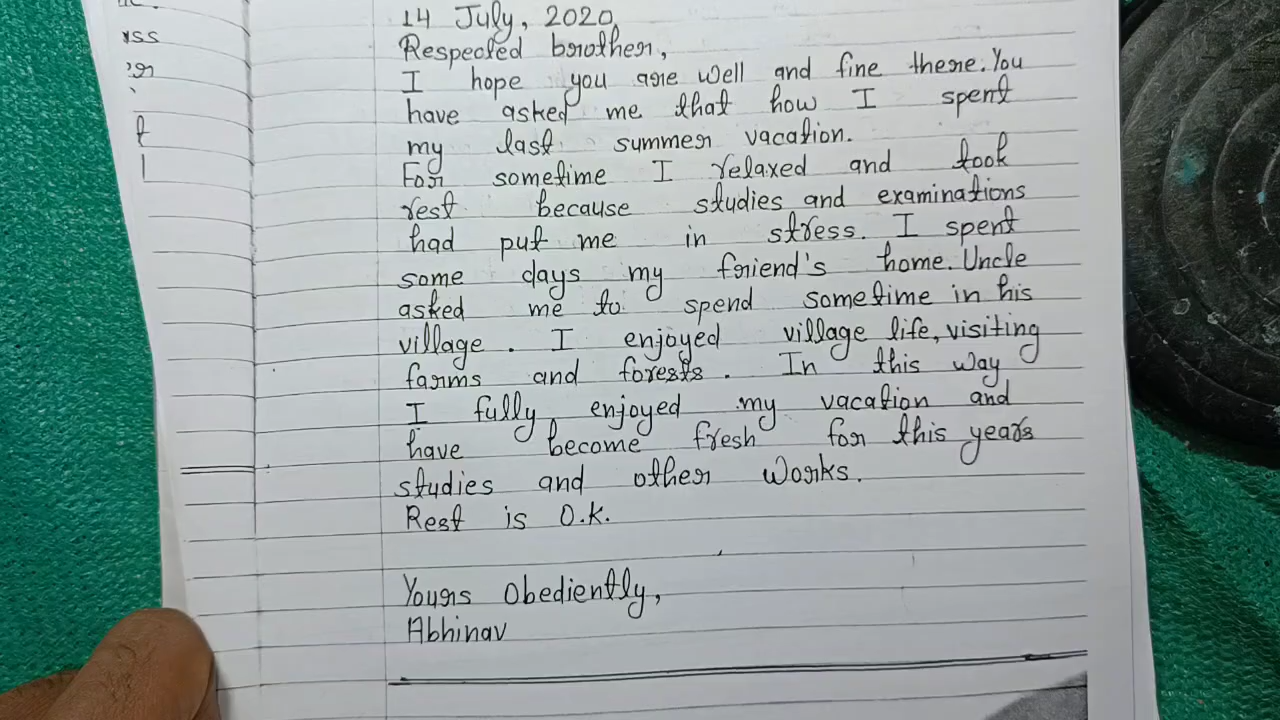 14 July, 2020
Respected brother,
I hope you are well and fine there. You
have asked me that how I spent
my last summer vacation.
For sometime I relaxed and took
rest because studies and examinations
had put me in stress. I spent
some days my friend's home. Uncle
asked me to spend sometime in his
village. I enjoyed village life, visiting
farms and forests. In this way
I fully enjoyed my vacation and
have become fresh for this years
studies and other works.
Rest is O.K.
Yours Obediently,
Abhinav